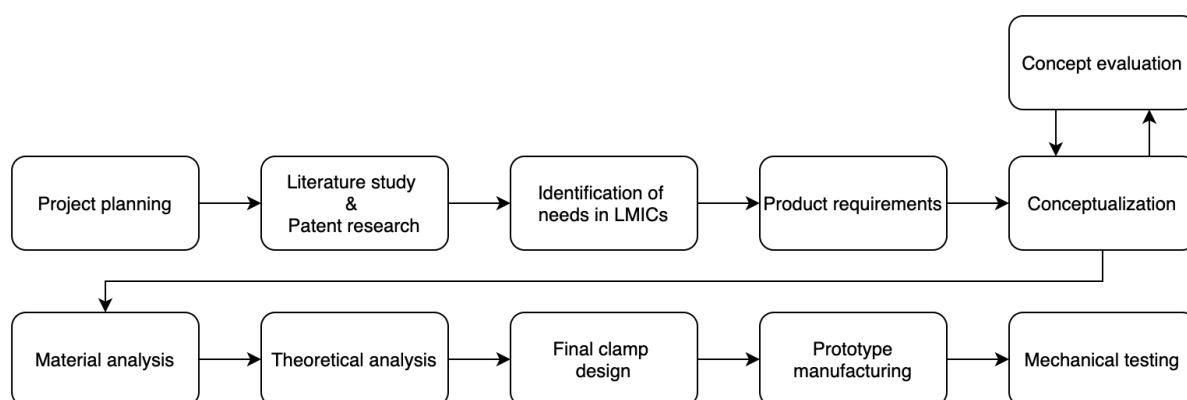 Concept evaluation
Project planning
Literature study
&
Patent research
Identification of
needs in LMICs
Product requirements
Conceptualization
Material analysis
Theoretical analysis
Final clamp
design
Prototype
manufacturing
Mechanical testing